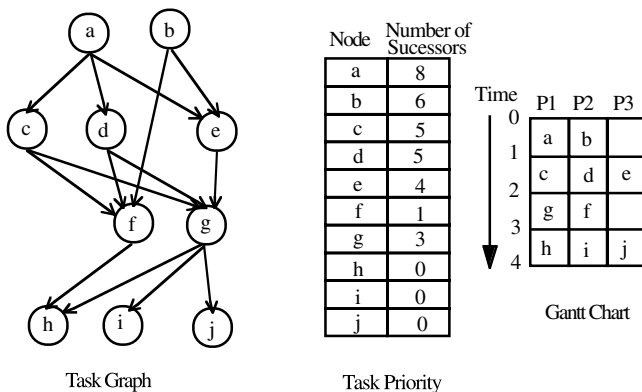 a b
c d e
f g
h i j
Task Graph
Node Number of Sucessors
a 8
b 6
c 5
d 5
e 4
f 1
g 3
h 0
i 0
j 0
Task Priority
Time P1 P2 P3
0
a b
1
c d e
2
g f
3
h i j
4
Gantt Chart